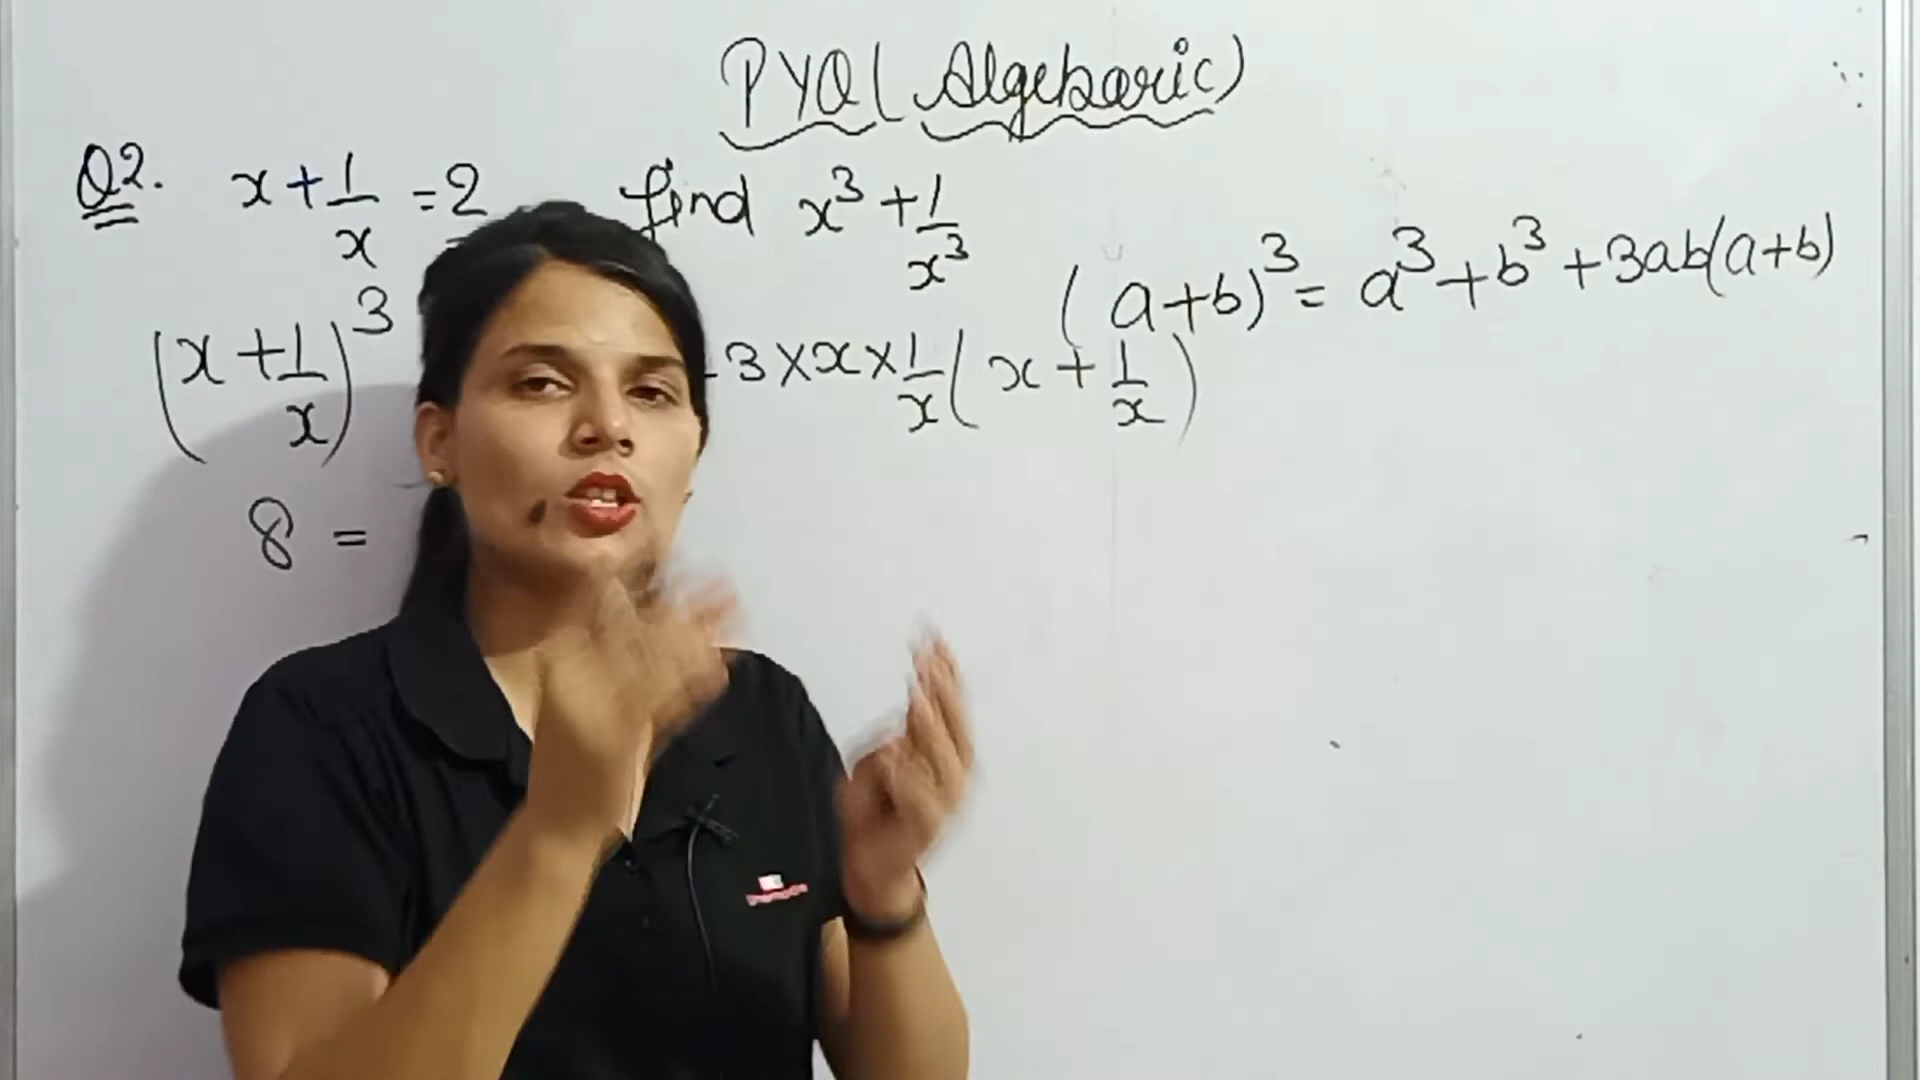 PYQ( Algebaric)
Q2. x + 1/x = 2 find x³ + 1/x³
(a+b)³ = a³ + b³ + 3ab(a+b)
(x + 1/x)³ 3 × x × 1/x (x + 1/x)
8 =